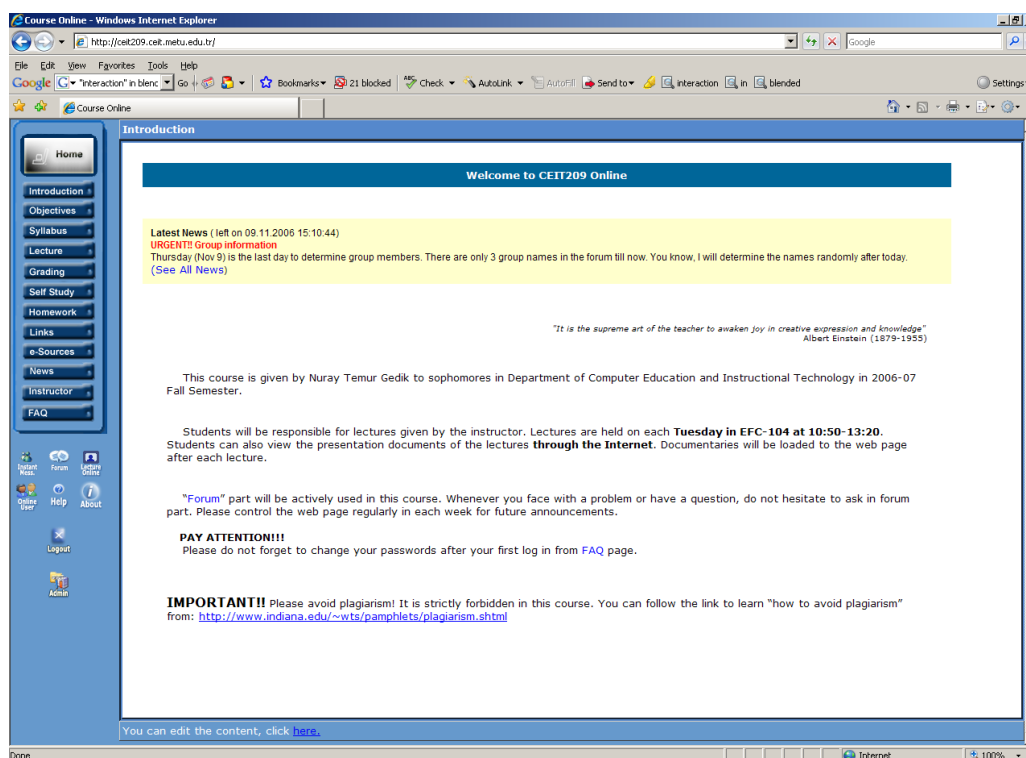 Course Online - Windows Internet Explorer
http://ceit209.ceit.metu.edu.tr/
Google
File Edit View Favorites Tools Help
Google "interaction" in blenc Go Bookmarks 21 blocked Check AutoLink AutoFill Send to interaction in blended Settings
Course Online
Introduction
Home
Introduction
Objectives
Syllabus
Lecture
Grading
Self Study
Homework
Links
e-Sources
News
Instructor
FAQ
Instant Mess.
Forum
Lecture Online
Online User
Help
About
Logout
Admin
Welcome to CEIT209 Online
Latest News ( left on 09.11.2006 15:10:44)
URGENT!! Group information
Thursday (Nov 9) is the last day to determine group members. There are only 3 group names in the forum till now. You know, I will determine the names randomly after today.
(See All News)
"It is the supreme art of the teacher to awaken joy in creative expression and knowledge"
Albert Einstein (1879-1955)
This course is given by Nuray Temur Gedik to sophomores in Department of Computer Education and Instructional Technology in 2006-07
Fall Semester.
Students will be responsible for lectures given by the instructor. Lectures are held on each Tuesday in EFC-104 at 10:50-13:20.
Students can also view the presentation documents of the lectures through the Internet. Documentaries will be loaded to the web page
after each lecture.
"Forum" part will be actively used in this course. Whenever you face with a problem or have a question, do not hesitate to ask in forum
part. Please control the web page regularly in each week for future announcements.
PAY ATTENTION!!!
Please do not forget to change your passwords after your first log in from FAQ page.
IMPORTANT!! Please avoid plagiarism! It is strictly forbidden in this course. You can follow the link to learn "how to avoid plagiarism"
from: http://www.indiana.edu/~wts/pamphlets/plagiarism.shtml
You can edit the content, click here.
Done
Internet
100%